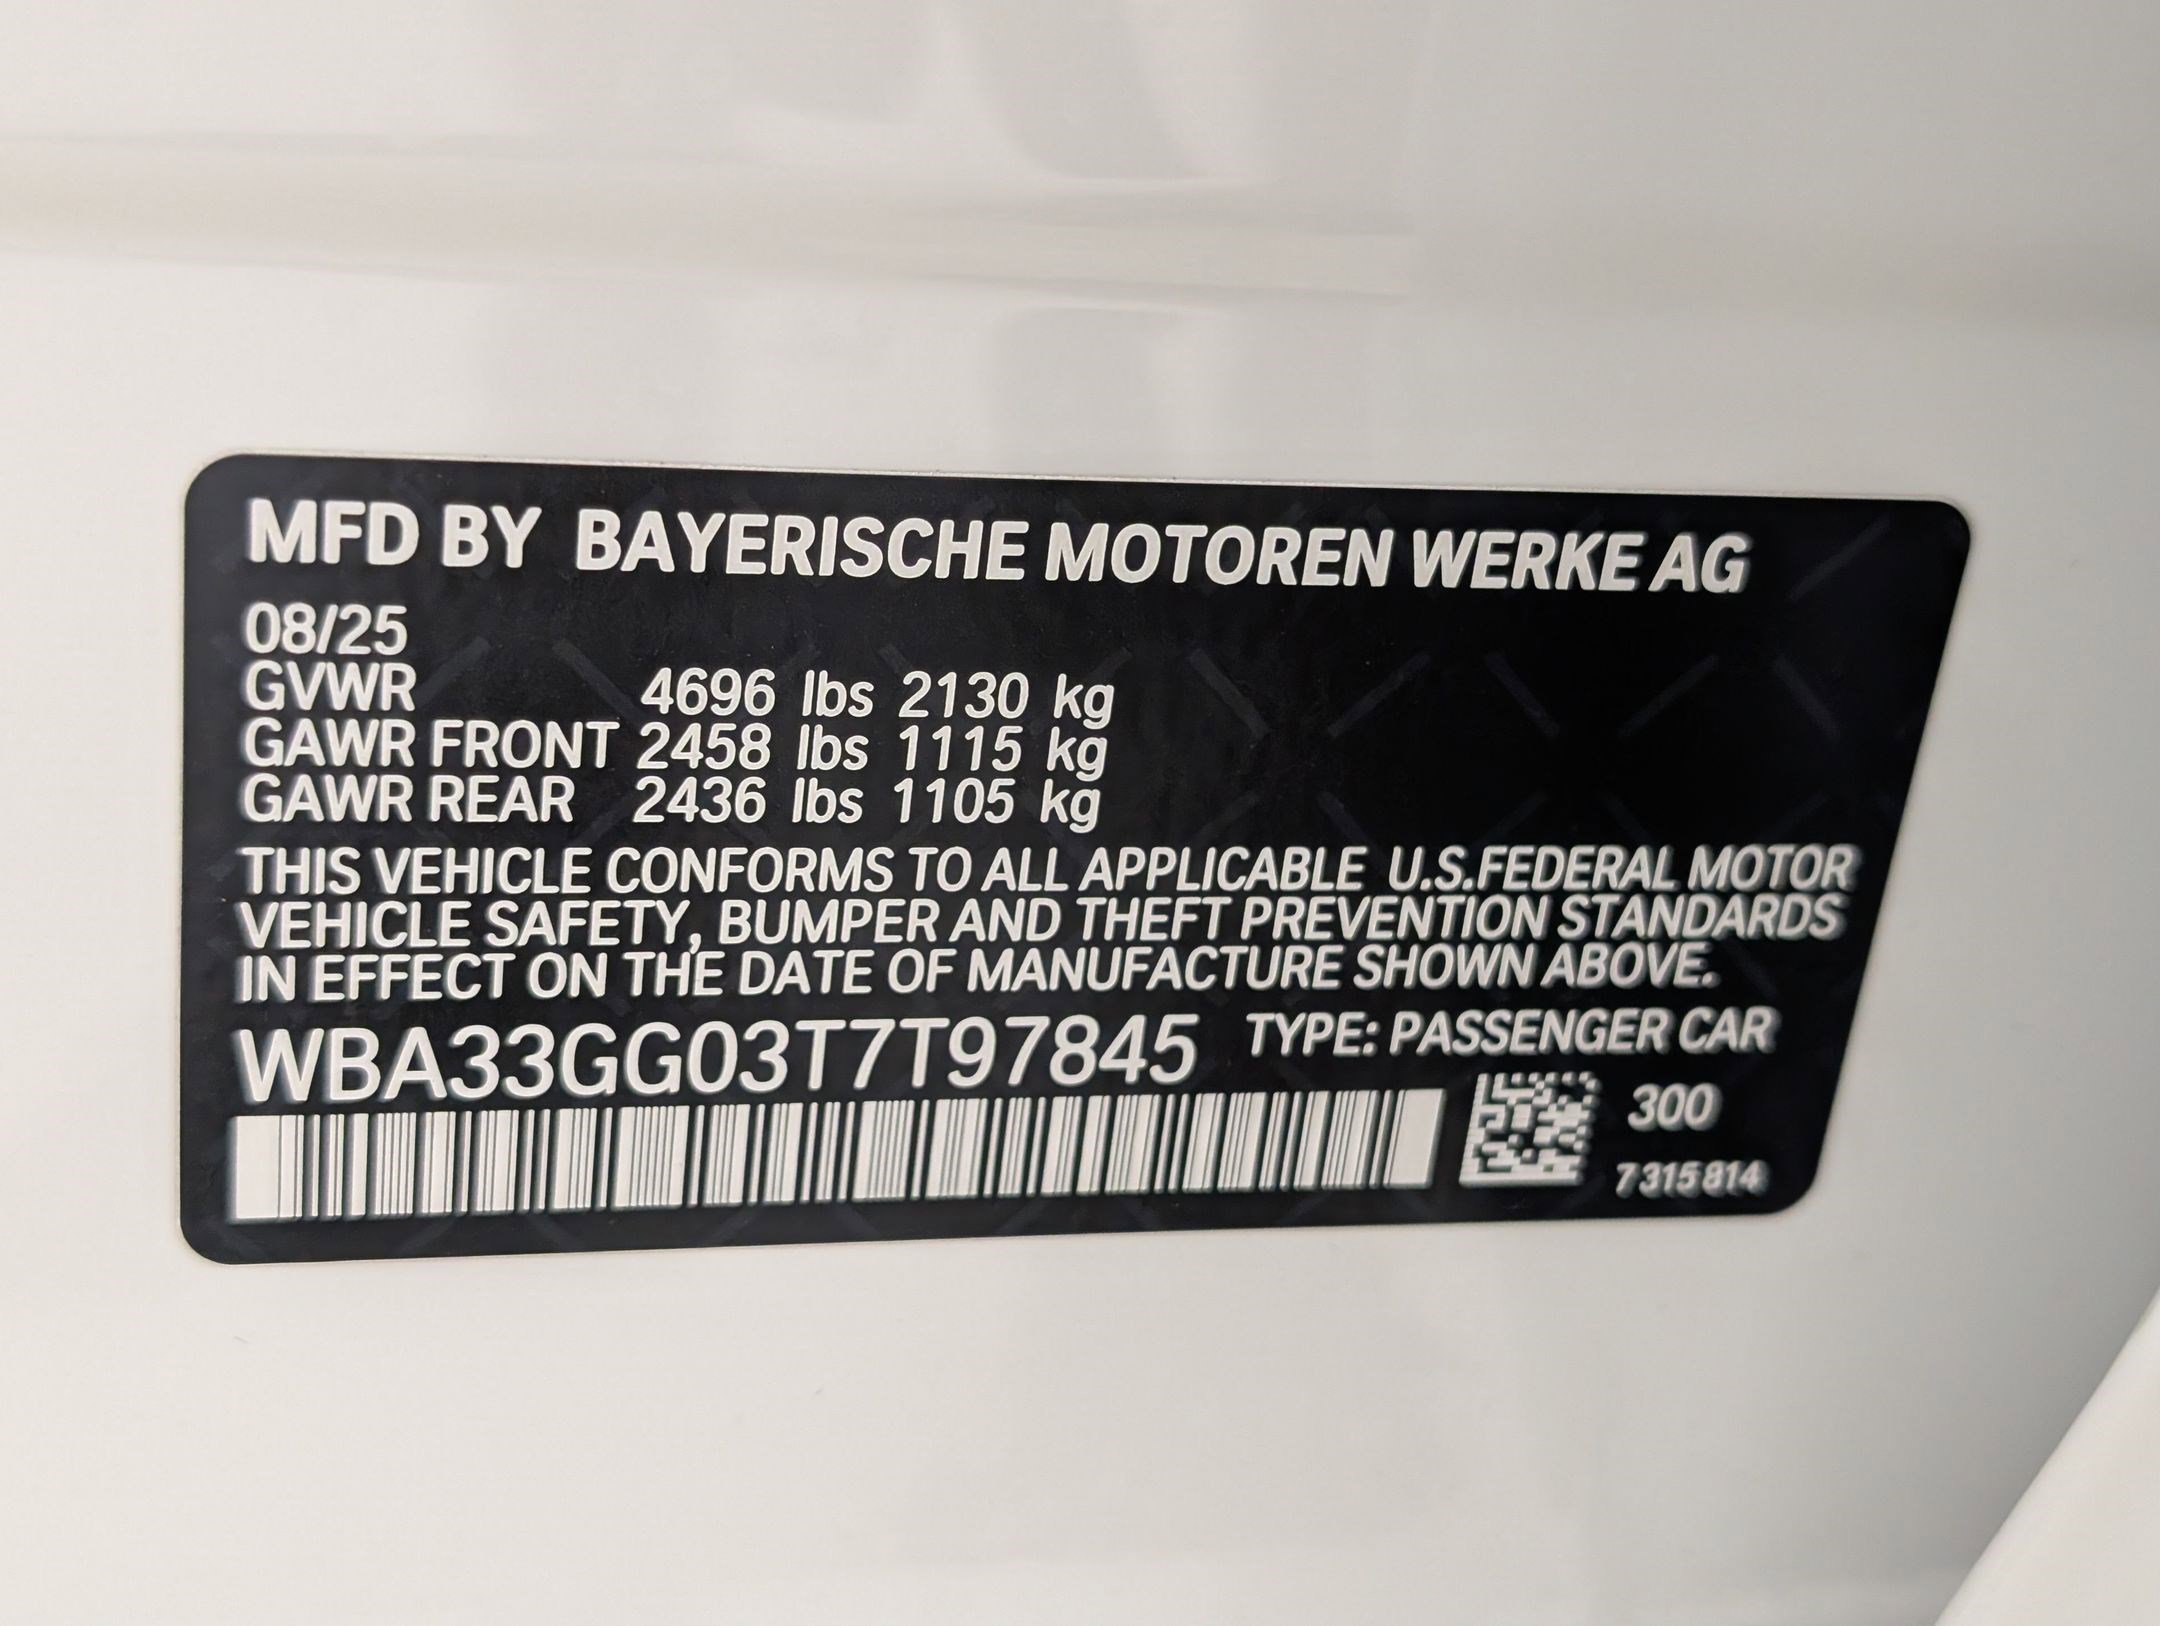 MFD BY BAYERISCHE MOTOREN WERKE AG
08/25
GVWR 4696 lbs 2130 kg
GAWR FRONT 2458 lbs 1115 kg
GAWR REAR 2436 lbs 1105 kg
THIS VEHICLE CONFORMS TO ALL APPLICABLE U.S.FEDERAL MOTOR
VEHICLE SAFETY, BUMPER AND THEFT PREVENTION STANDARDS
IN EFFECT ON THE DATE OF MANUFACTURE SHOWN ABOVE.
WBA33GG03T7T97845 TYPE: PASSENGER CAR
300
7315814